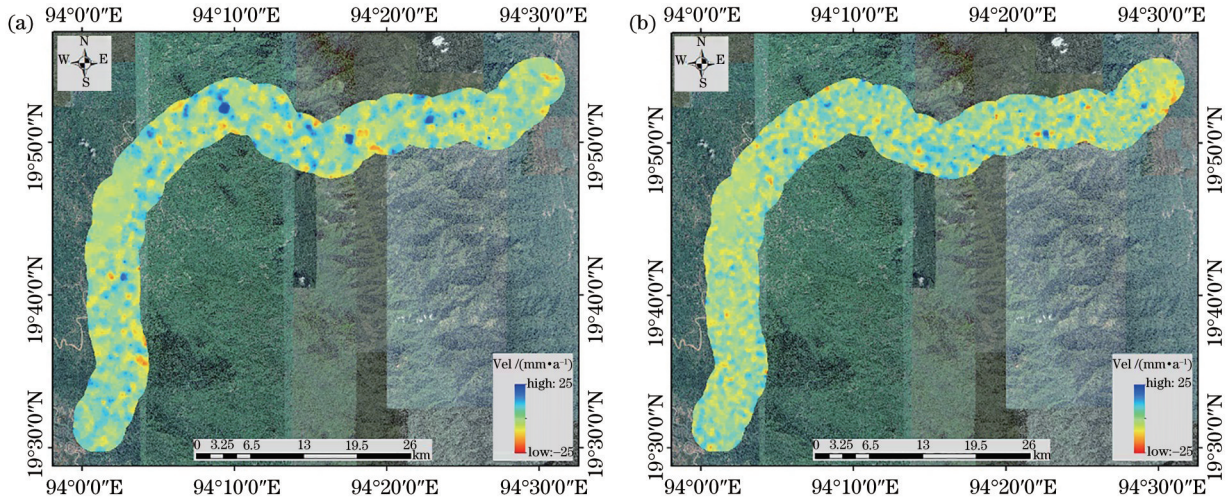 (a)
94°0′0″E 94°10′0″E 94°20′0″E 94°30′0″E
N
W E
S
19°50′0″N
19°40′0″N
19°30′0″N
19°50′0″N
19°40′0″N
19°30′0″N
Vel /(mm•a⁻¹)
high: 25
low:−25
0 3.25 6.5 13 19.5 26
km
94°0′0″E 94°10′0″E 94°20′0″E 94°30′0″E
(b)
94°0′0″E 94°10′0″E 94°20′0″E 94°30′0″E
N
W E
S
19°50′0″N
19°40′0″N
19°30′0″N
19°50′0″N
19°40′0″N
19°30′0″N
Vel /(mm•a⁻¹)
high: 25
low:−25
0 3.25 6.5 13 19.5 26
km
94°0′0″E 94°10′0″E 94°20′0″E 94°30′0″E